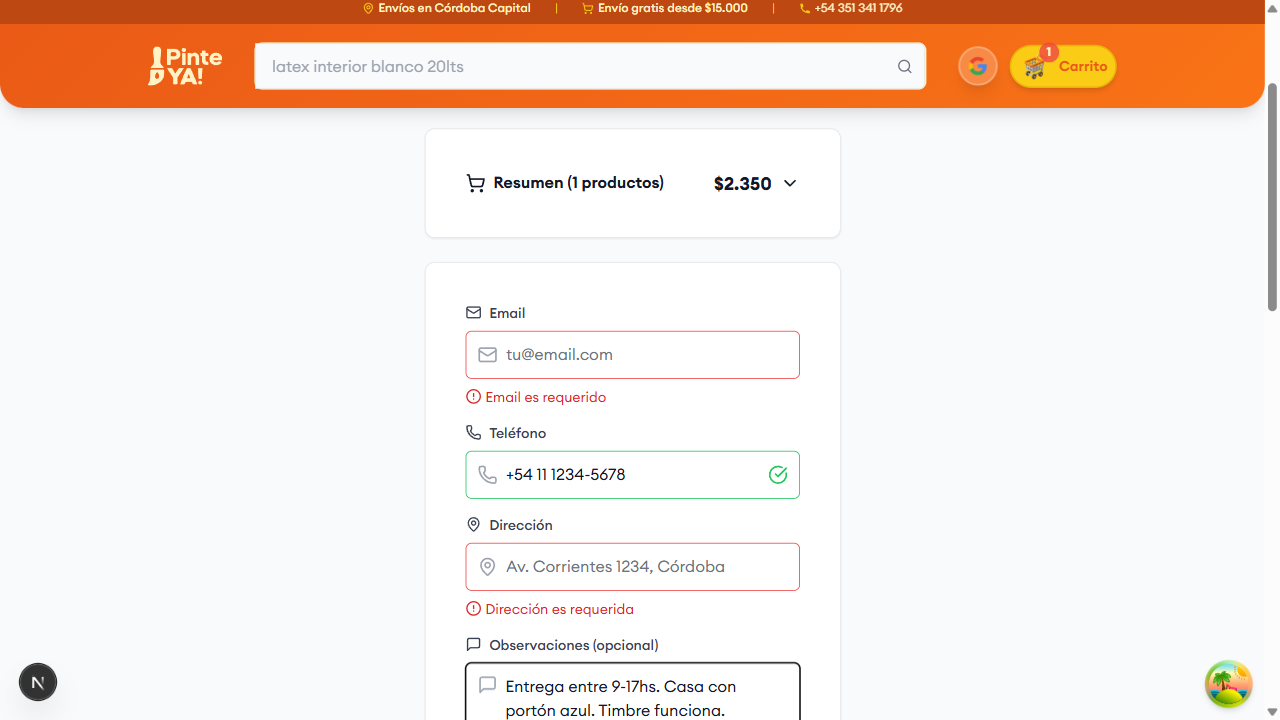 Envíos en Córdoba Capital | Envío gratis desde $15.000 | +54 351 341 1796
Pinte
YA!
latex interior blanco 20lts
1
Carrito
Resumen (1 productos) $2.350
Email
tu@email.com
Email es requerido
Teléfono
+54 11 1234-5678
Dirección
Av. Corrientes 1234, Córdoba
Dirección es requerida
Observaciones (opcional)
Entrega entre 9-17hs. Casa con
portón azul. Timbre funciona.
N